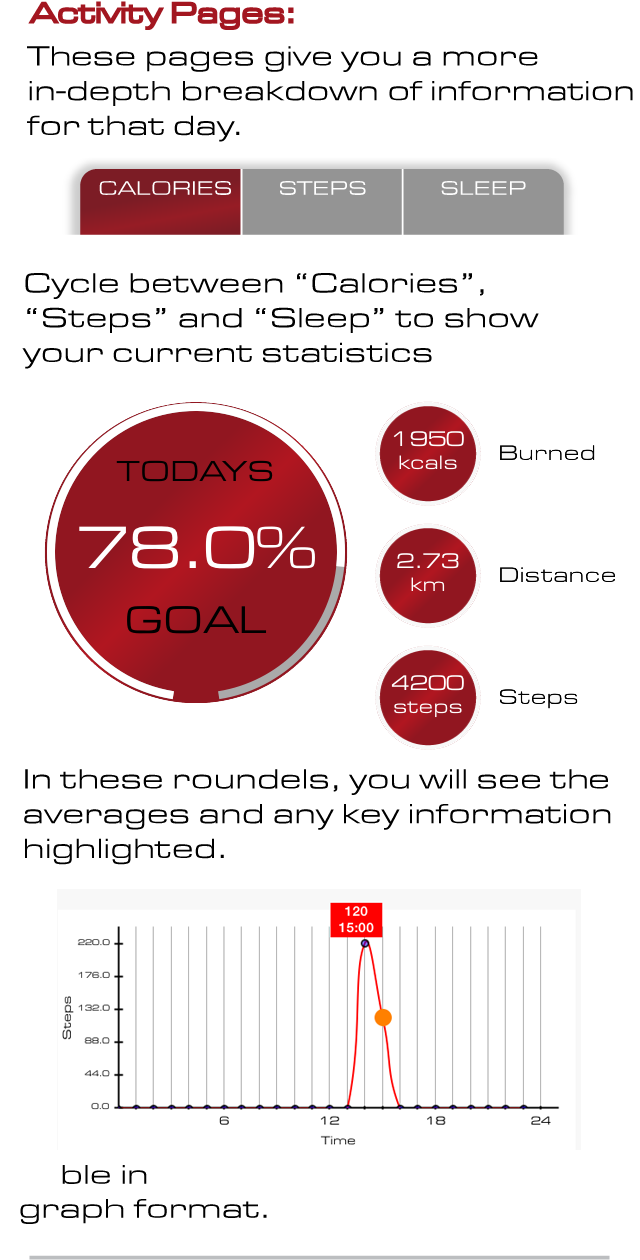 Activity Pages:
These pages give you a more
in-depth breakdown of information
for that day.
CALORIES STEPS SLEEP
Cycle between “Calories”,
“Steps” and “Sleep” to show
your current statistics
TODAYS
78.0%
GOAL
1950
kcals
Burned
2.73
km
Distance
4200
steps
Steps
In these roundels, you will see the
averages and any key information
highlighted.
120
15:00
220.0
176.0
132.0
88.0
44.0
0.0
Steps
6 12 18 24
Time
ble in
graph format.